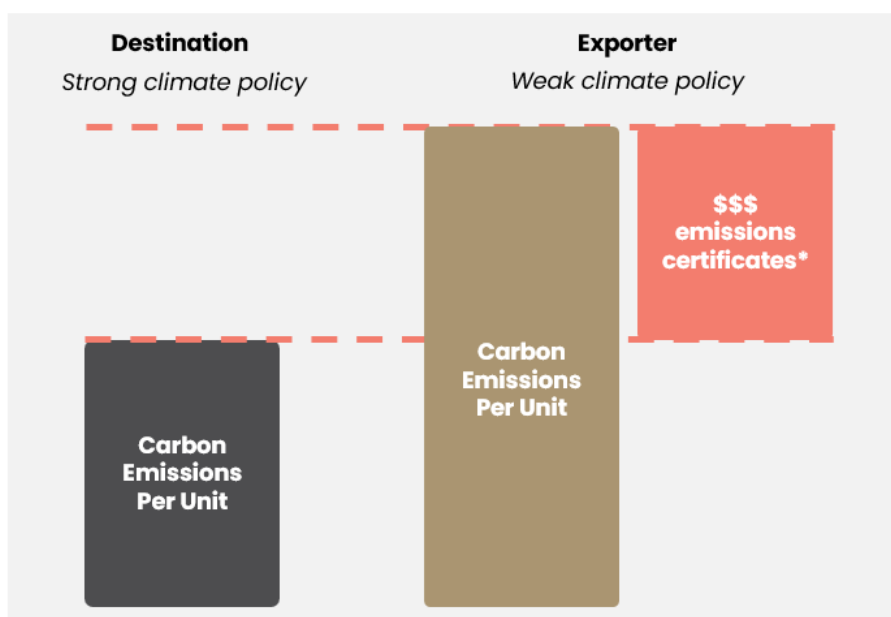 Destination
Strong climate policy
Exporter
Weak climate policy
$$$
emissions
certificates*
Carbon
Emissions
Per Unit
Carbon
Emissions
Per Unit